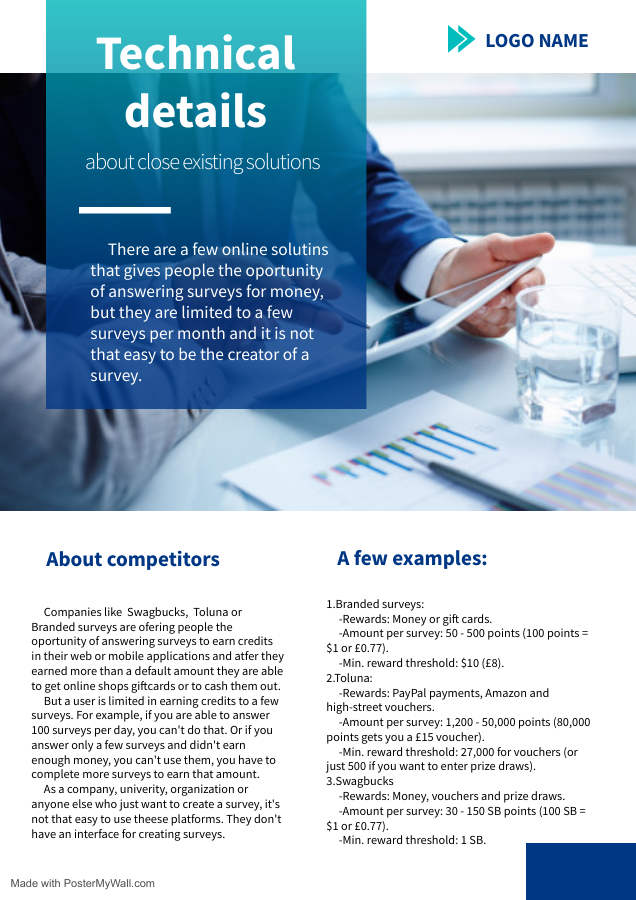 Technical
details
about close existing solutions
LOGO NAME
There are a few online solutins
that gives people the oportunity
of answering surveys for money,
but they are limited to a few
surveys per month and it is not
that easy to be the creator of a
survey.
About competitors
Companies like Swagbucks, Toluna or
Branded surveys are ofering people the
oportunity of answering surveys to earn credits
in their web or mobile applications and atfer they
earned more than a default amount they are able
to get online shops giftcards or to cash them out.
But a user is limited in earning credits to a few
surveys. For example, if you are able to answer
100 surveys per day, you can't do that. Or if you
answer only a few surveys and didn't earn
enough money, you can't use them, you have to
complete more surveys to earn that amount.
As a company, univerity, organization or
anyone else who just want to create a survey, it's
not that easy to use theese platforms. They don't
have an interface for creating surveys.
A few examples:
1.Branded surveys:
-Rewards: Money or gift cards.
-Amount per survey: 50 - 500 points (100 points =
$1 or £0.77).
-Min. reward threshold: $10 (£8).
2.Toluna:
-Rewards: PayPal payments, Amazon and
high-street vouchers.
-Amount per survey: 1,200 - 50,000 points (80,000
points gets you a £15 voucher).
-Min. reward threshold: 27,000 for vouchers (or
just 500 if you want to enter prize draws).
3.Swagbucks
-Rewards: Money, vouchers and prize draws.
-Amount per survey: 30 - 150 SB points (100 SB =
$1 or £0.77).
-Min. reward threshold: 1 SB.
Made with PosterMyWall.com